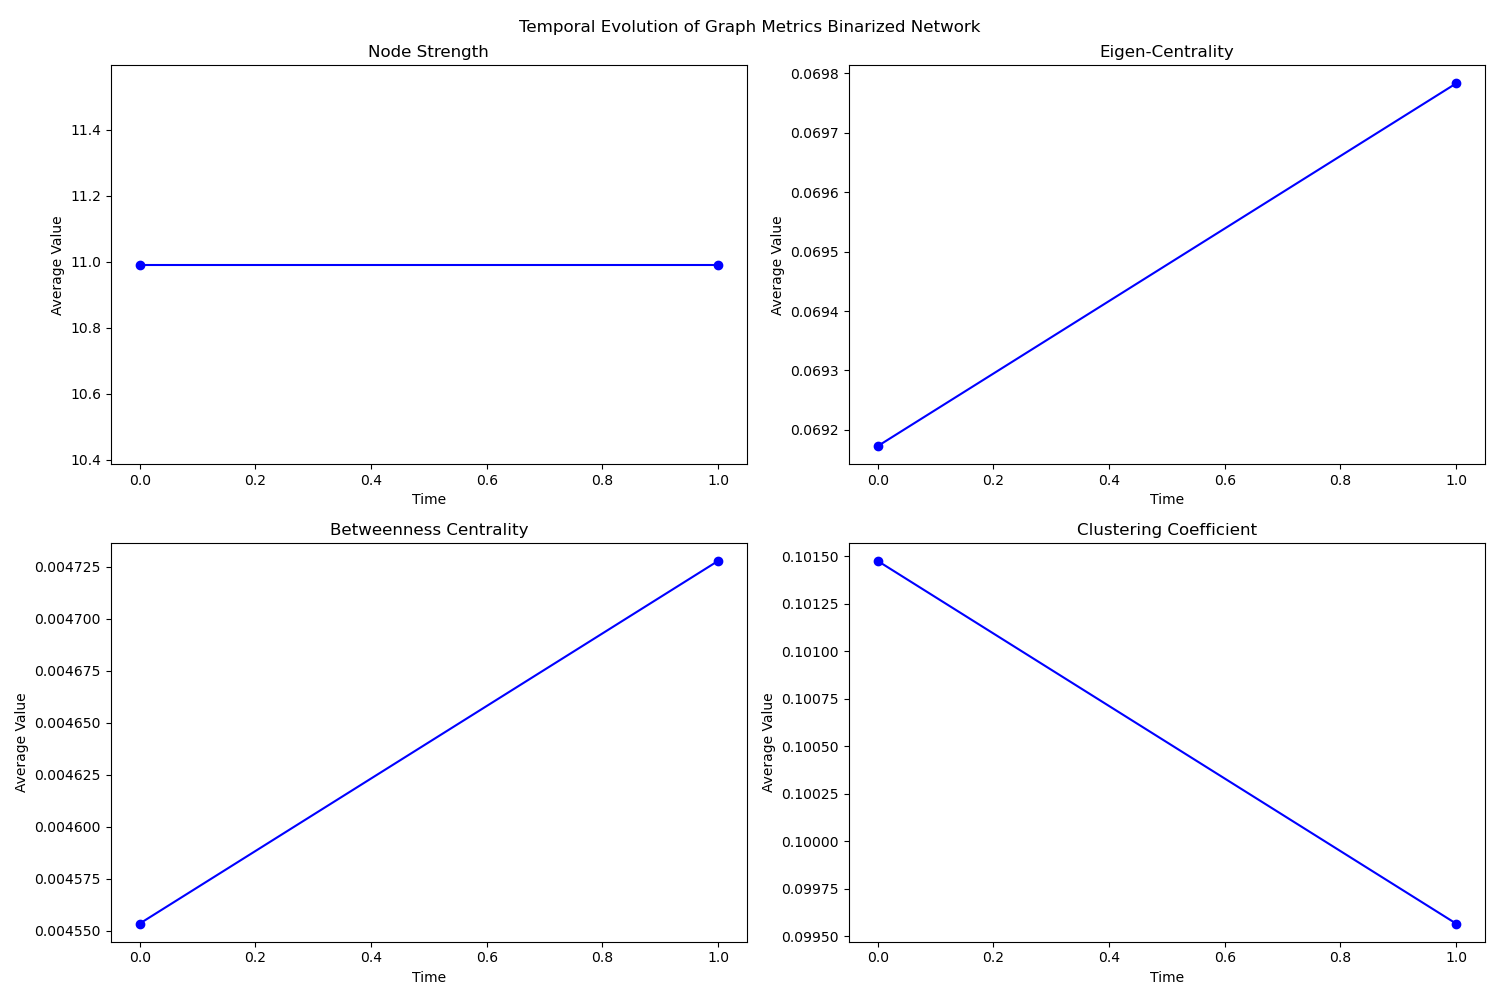 Temporal Evolution of Graph Metrics Binarized Network
Node Strength
11.4
11.2
11.0
10.8
10.6
10.4
Average Value
0.0 0.2 0.4 0.6 0.8 1.0
Time
Eigen-Centrality
0.0698
0.0697
0.0696
0.0695
0.0694
0.0693
0.0692
Average Value
0.0 0.2 0.4 0.6 0.8 1.0
Time
Betweenness Centrality
0.004725
0.004700
0.004675
0.004650
0.004625
0.004600
0.004575
0.004550
Average Value
0.0 0.2 0.4 0.6 0.8 1.0
Time
Clustering Coefficient
0.10150
0.10125
0.10100
0.10075
0.10050
0.10025
0.10000
0.09975
0.09950
Average Value
0.0 0.2 0.4 0.6 0.8 1.0
Time